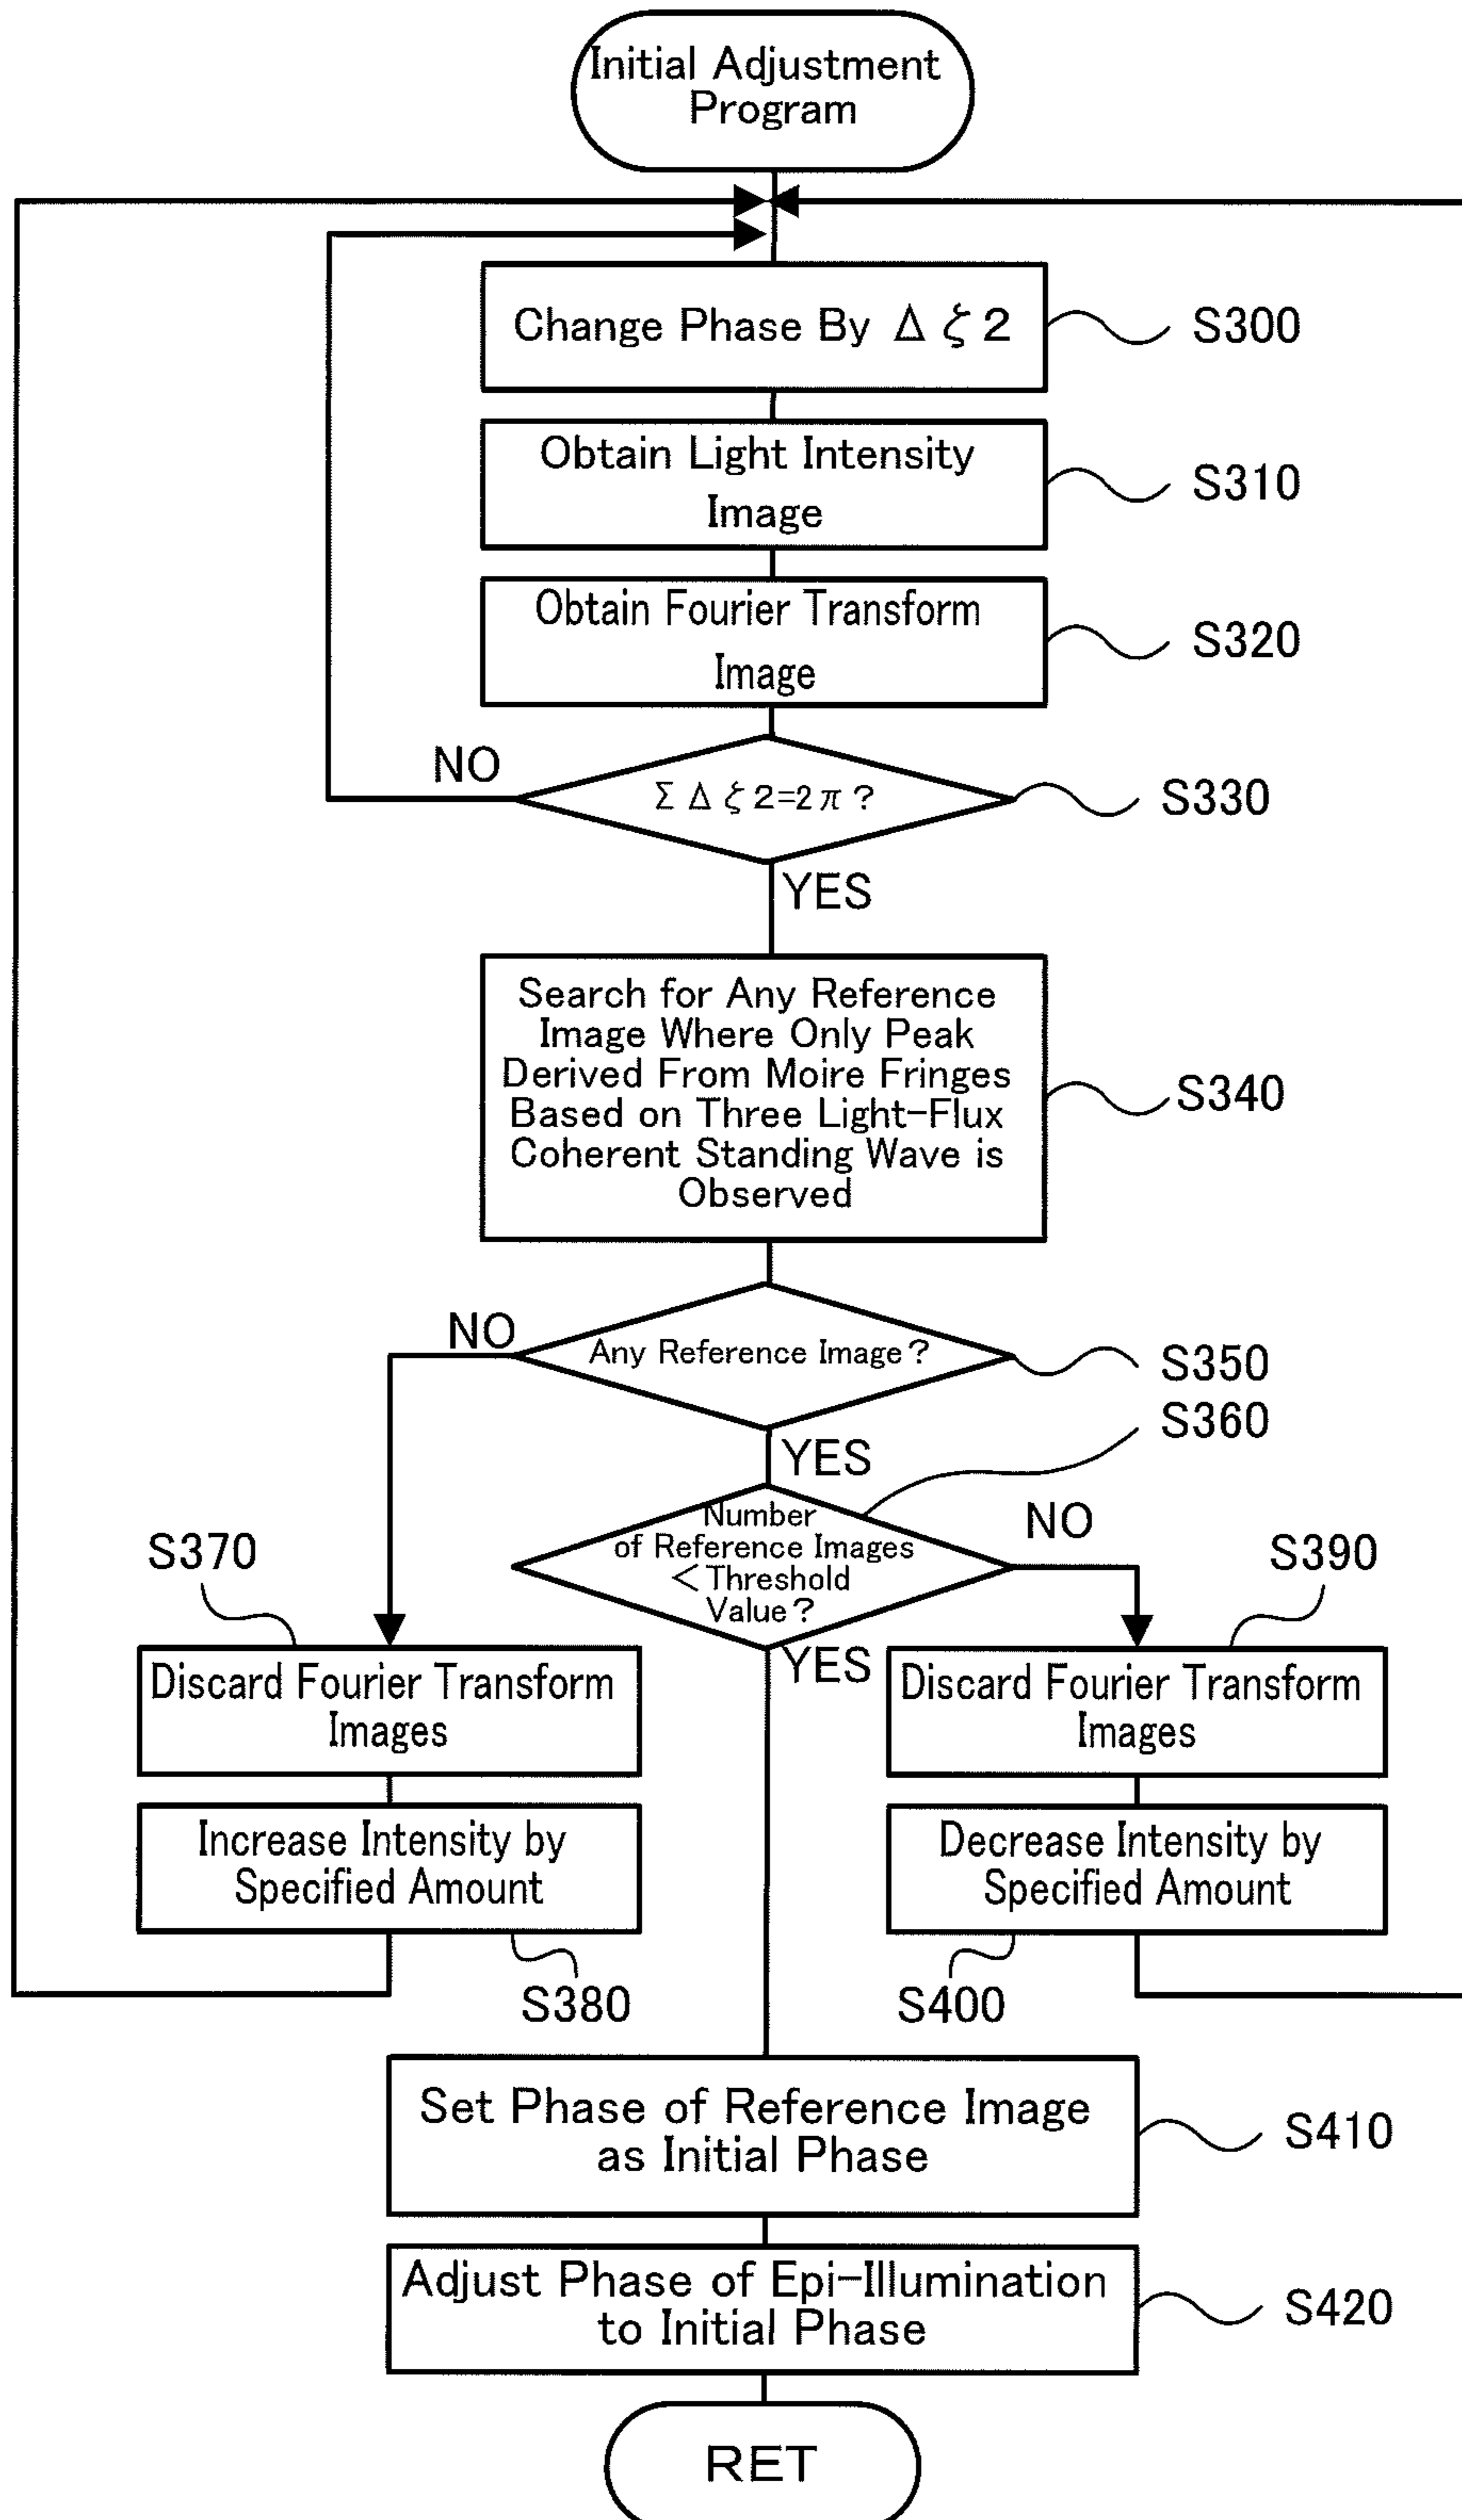 Initial Adjustment
Program
Change Phase By Δ ζ 2
S300
Obtain Light Intensity
Image
S310
Obtain Fourier Transform
Image
S320
NO
Σ Δ ζ 2=2π?
S330
YES
Search for Any Reference
Image Where Only Peak
Derived From Moire Fringes
Based on Three Light-Flux
Coherent Standing Wave is
Observed
S340
NO
Any Reference Image?
S350
S360
YES
Number
of Reference Images
<Threshold
Value?
NO
S370
S390
YES
Discard Fourier Transform
Images
Discard Fourier Transform
Images
Increase Intensity by
Specified Amount
Decrease Intensity by
Specified Amount
S380
S400
Set Phase of Reference Image
as Initial Phase
S410
Adjust Phase of Epi-Illumination
to Initial Phase
S420
RET